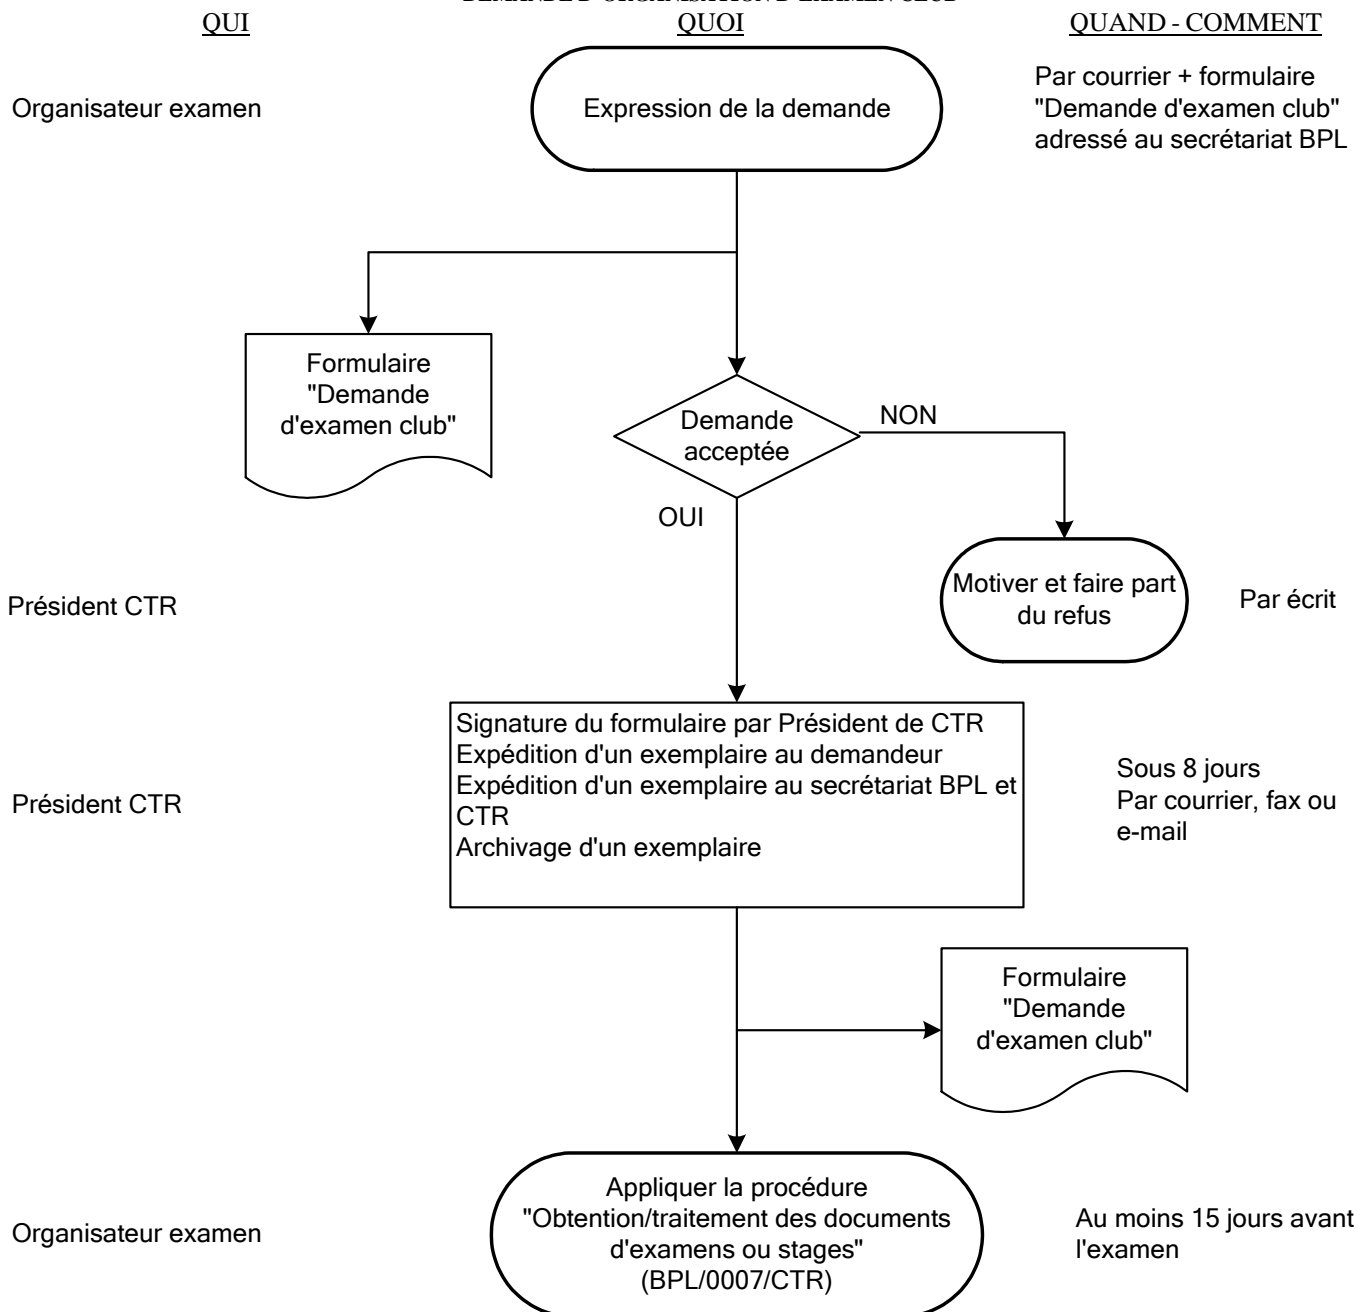 DEMANDE D'ORGANISATION D'EXAMEN CLUB
QUI
QUOI
QUAND - COMMENT
Organisateur examen
Expression de la demande
Par courrier + formulaire
"Demande d'examen club"
adressé au secrétariat BPL
Formulaire
"Demande
d'examen club"
Demande
acceptée
NON
OUI
Président CTR
Motiver et faire part
du refus
Par écrit
Président CTR
Signature du formulaire par Président de CTR
Expédition d'un exemplaire au demandeur
Expédition d'un exemplaire au secrétariat BPL et
CTR
Archivage d'un exemplaire
Sous 8 jours
Par courrier, fax ou
e-mail
Formulaire
"Demande
d'examen club"
Organisateur examen
Appliquer la procédure
"Obtention/traitement des documents
d'examens ou stages"
(BPL/0007/CTR)
Au moins 15 jours avant
l'examen